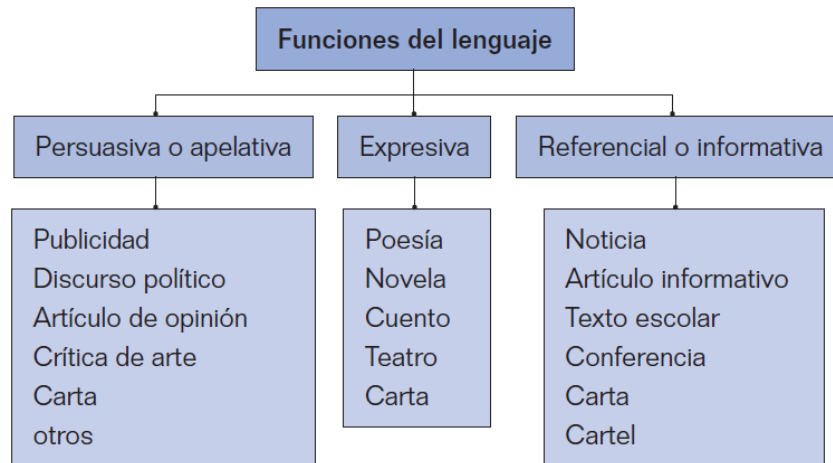 Funciones del lenguaje
Persuasiva o apelativa
Expresiva
Referencial o informativa
Publicidad
Discurso político
Artículo de opinión
Crítica de arte
Carta
otros
Poesía
Novela
Cuento
Teatro
Carta
Noticia
Artículo informativo
Texto escolar
Conferencia
Carta
Cartel